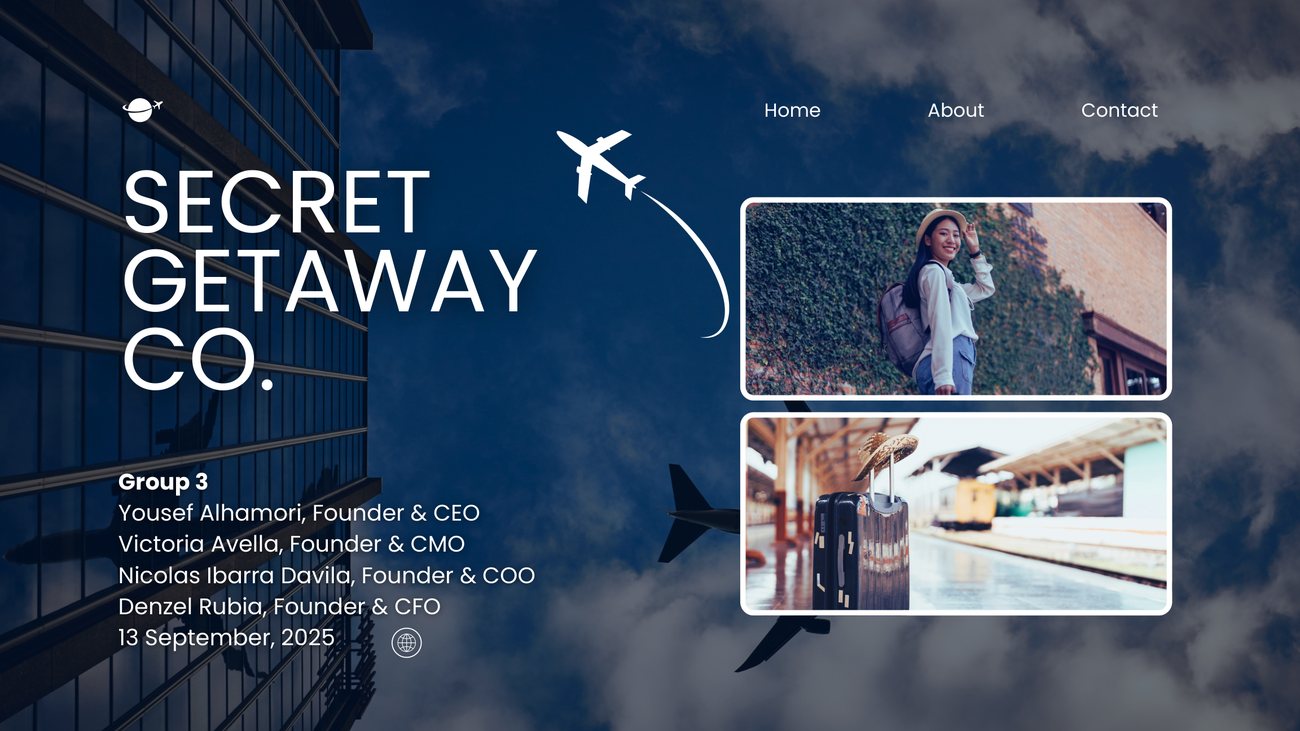 Home About Contact
SECRET
GETAWAY
CO.
Group 3
Yousef Alhamori, Founder & CEO
Victoria Avella, Founder & CMO
Nicolas Ibarra Davila, Founder & COO
Denzel Rubia, Founder & CFO
13 September, 2025